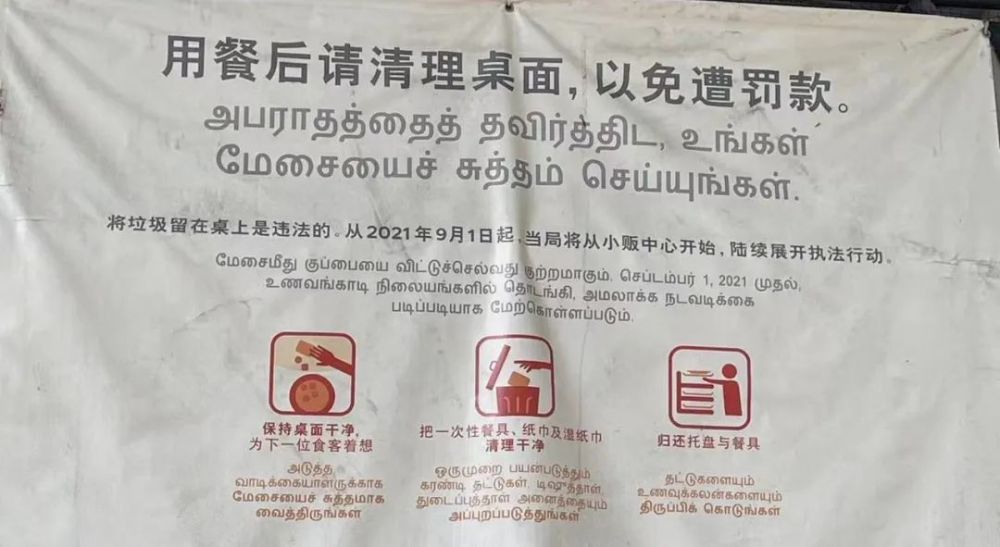 用餐后请清理桌面，以免遭罚款。
அபராதத்தைத் தவிர்த்திட, உங்கள்
மேசையைச் சுத்தம் செய்யுங்கள்.
将垃圾留在桌上是违法的。从2021年9月1日起，当局将从小贩中心开始，陆续展开执法行动。
மேசைமீது குப்பையை விட்டுச்செல்வது குற்றமாகும். செப்டம்பர் 1, 2021 முதல்,
உணவங்காடி நிலையங்களில் தொடங்கி, அமலாக்க நடவடிக்கை
படிப்படியாக மேற்கொள்ளப்படும்.
保持桌面干净，
为下一位食客着想
அடுத்த
வாடிக்கையாளருக்காக
மேசையைச் சுத்தமாக
வைத்திருங்கள்
把一次性餐具、纸巾及湿纸巾
清理干净
ஒருமுறை பயன்படுத்தும்
கரண்டி தட்டுகள், டிஷுத்தாள்,
துடைப்புத்தாள் அனைத்தையும்
அப்புறப்படுத்துங்கள்
归还托盘与餐具
தட்டுகளையும்
உணவுக்கலன்களையும்
திருப்பிக் கொடுங்கள்